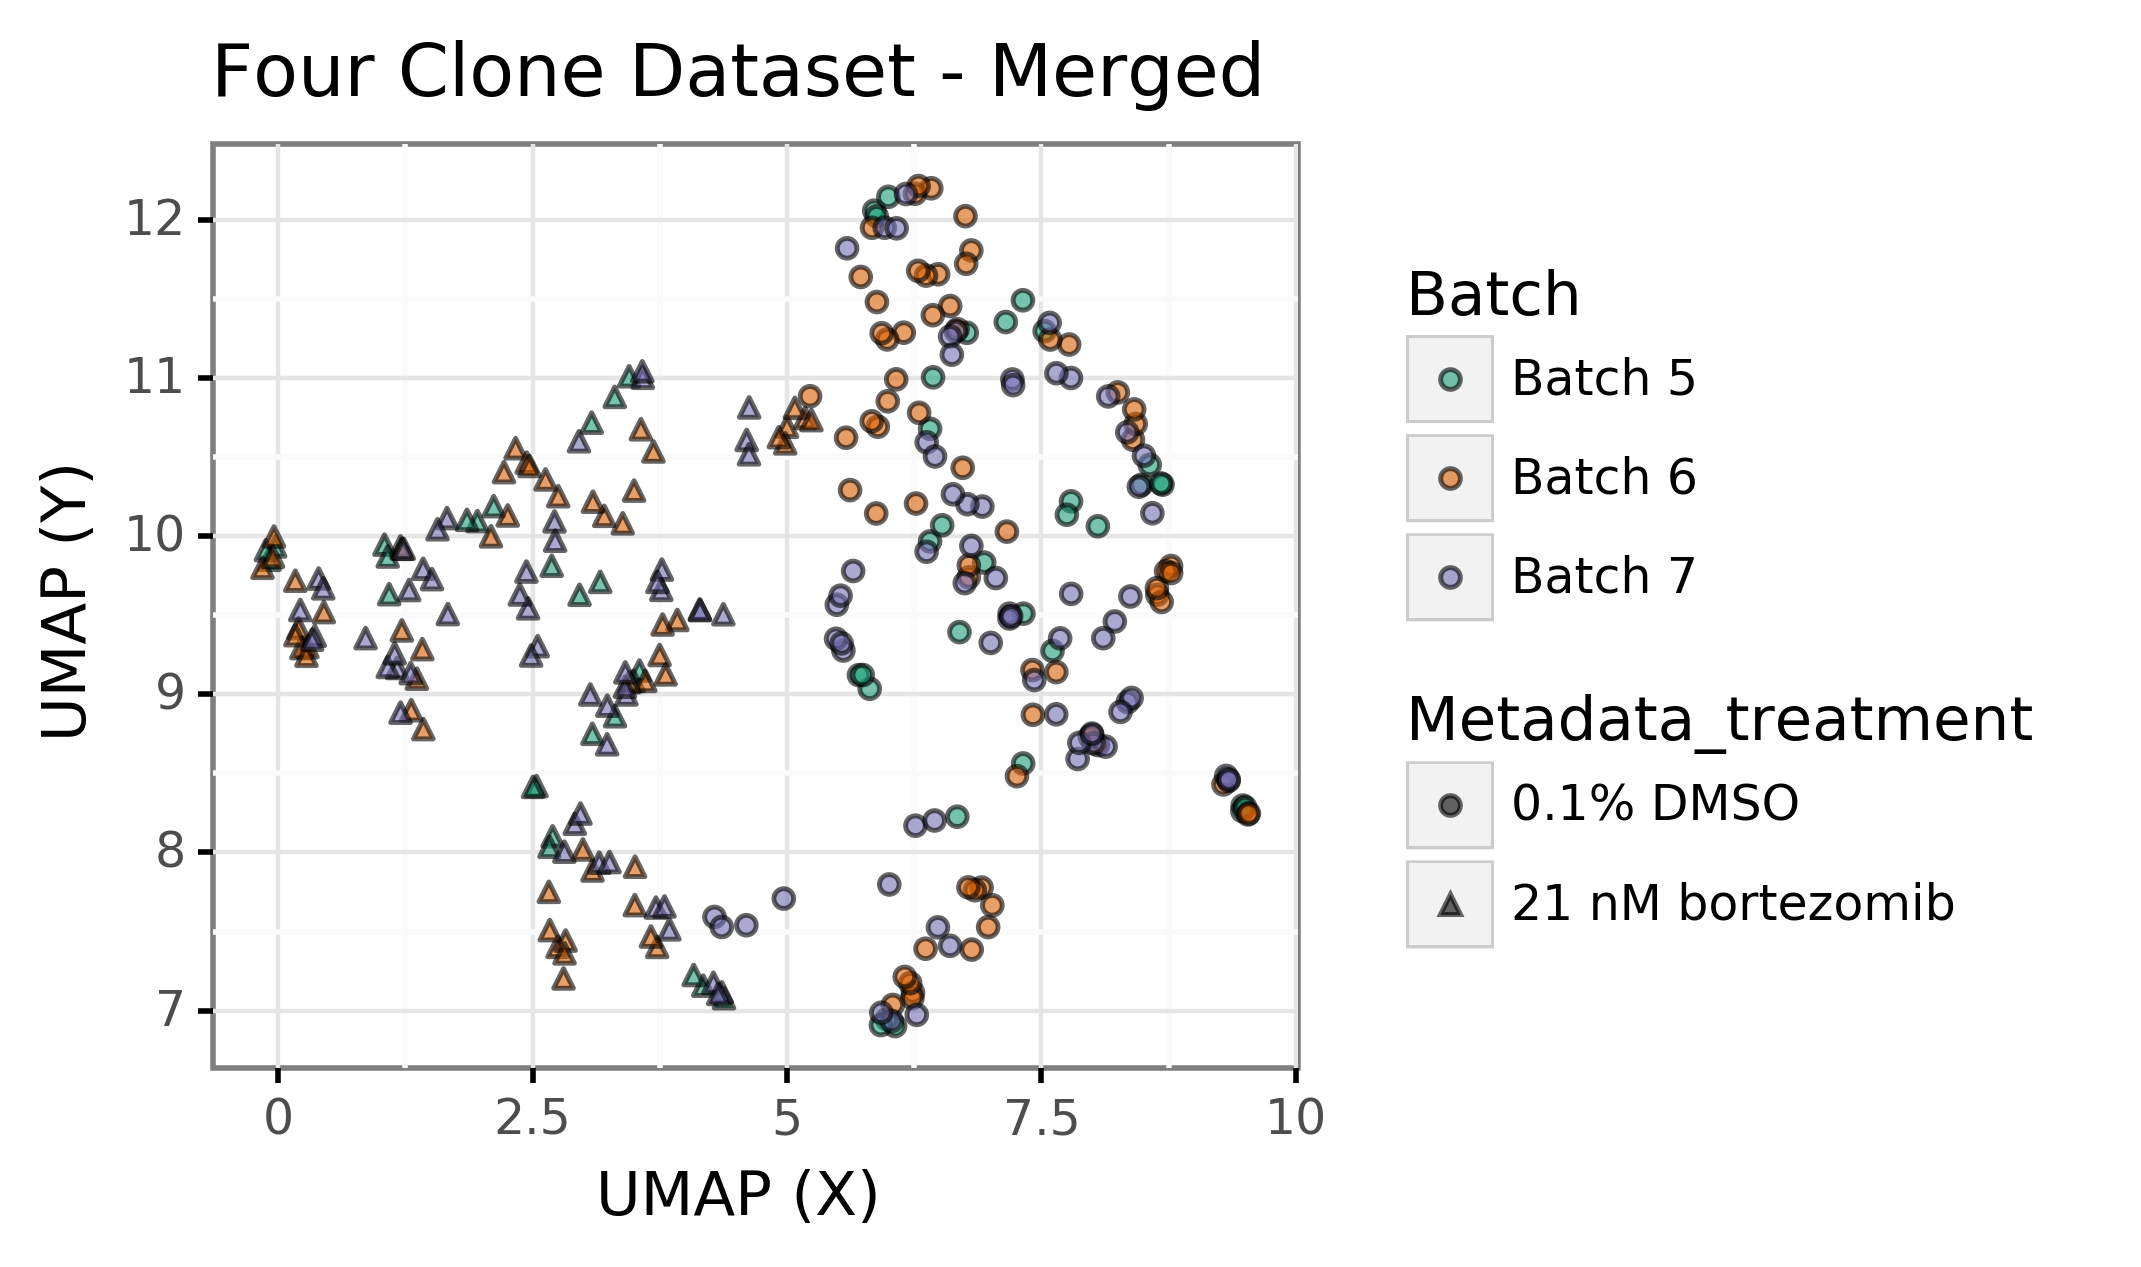 Four Clone Dataset - Merged
12
11
10
9
8
7
0 2.5 5 7.5 10
UMAP (X)
UMAP (Y)
Batch
Batch 5
Batch 6
Batch 7
Metadata_treatment
0.1% DMSO
21 nM bortezomib